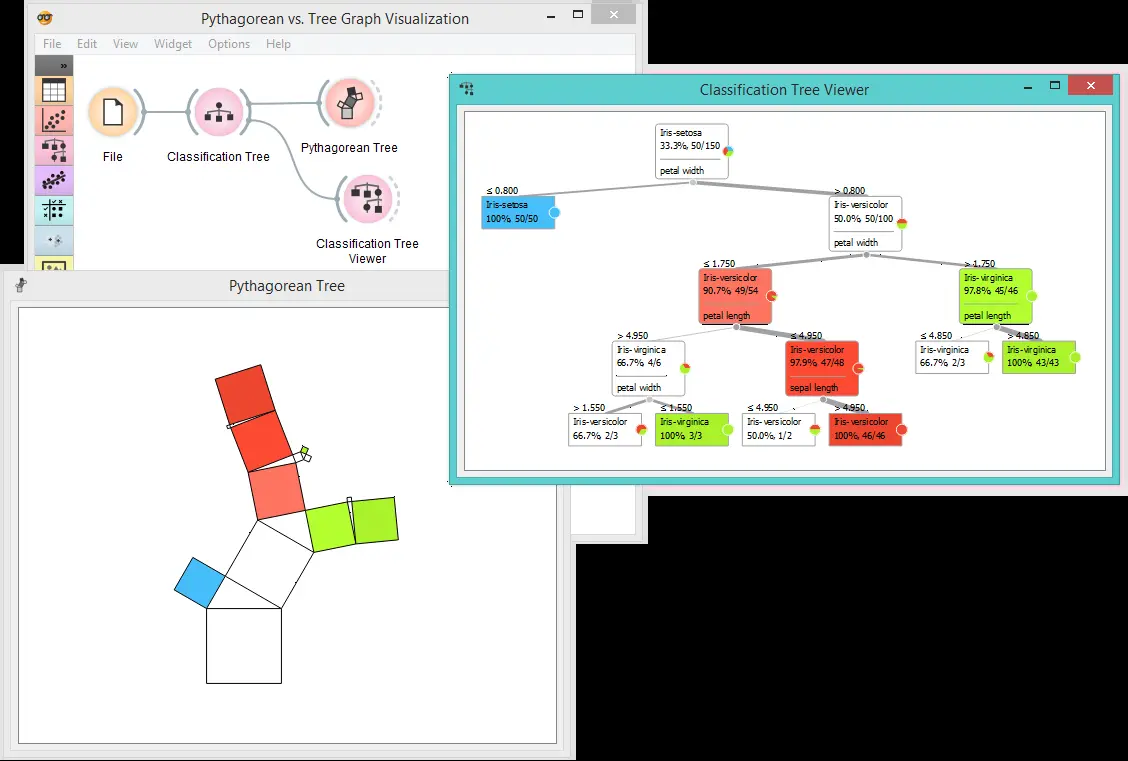 Pythagorean vs. Tree Graph Visualization
File Edit View Widget Options Help
»
File
Classification Tree
Pythagorean Tree
Classification Tree
Viewer
Pythagorean Tree
Classification Tree Viewer
Iris-setosa
33.3%, 50/150
petal width
≤ 0.800
Iris-setosa
100%, 50/50
> 0.800
Iris-versicolor
50.0%, 50/100
petal width
≤ 1.750
Iris-versicolor
90.7%, 49/54
petal length
> 1.750
Iris-virginica
97.8%, 45/46
petal length
> 4.950
Iris-virginica
66.7%, 4/6
petal width
≤ 4.950
Iris-versicolor
97.9%, 47/48
sepal length
≤ 4.850
Iris-virginica
66.7%, 2/3
> 4.850
Iris-virginica
100%, 43/43
> 1.550
Iris-versicolor
66.7%, 2/3
≤ 1.550
Iris-virginica
100%, 3/3
≤ 4.950
Iris-versicolor
50.0%, 1/2
> 4.950
Iris-versicolor
100%, 46/46